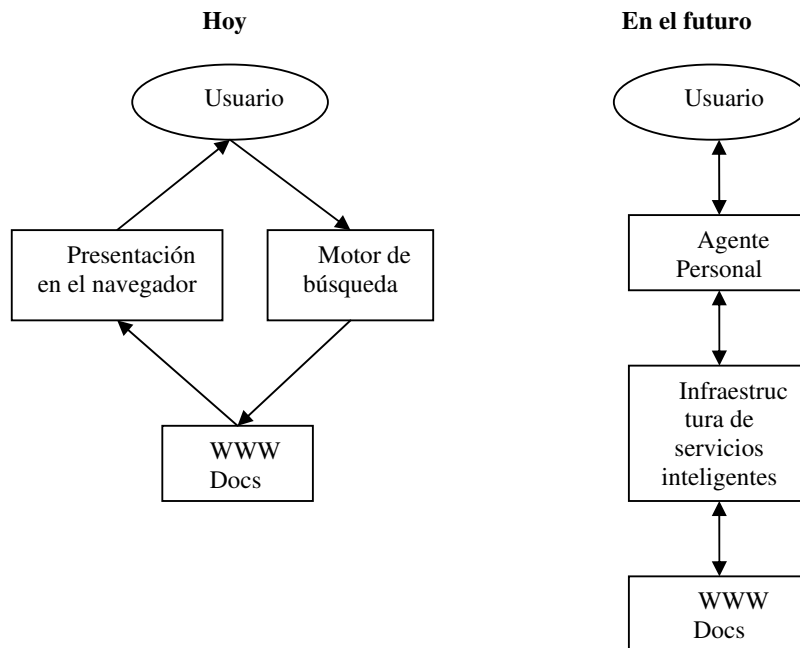 Hoy
Usuario
Presentación
en el navegador
Motor de
búsqueda
WWW
Docs
En el futuro
Usuario
Agente
Personal
Infraestruc
tura de
servicios
inteligentes
WWW
Docs